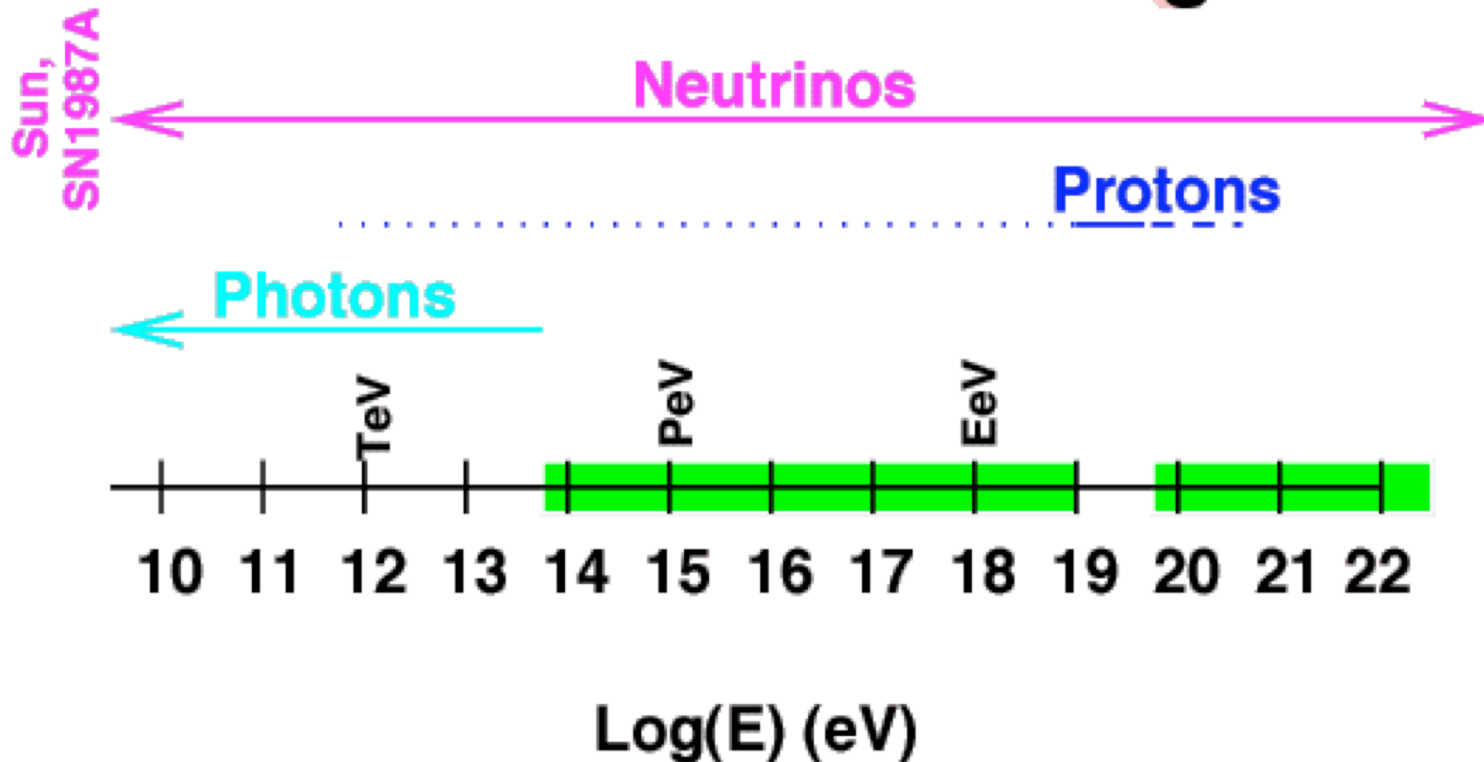 Sun,
SN1987A
Neutrinos
Protons
Photons
TeV
PeV
EeV
10 11 12 13 14 15 16 17 18 19 20 21 22
Log(E) (eV)